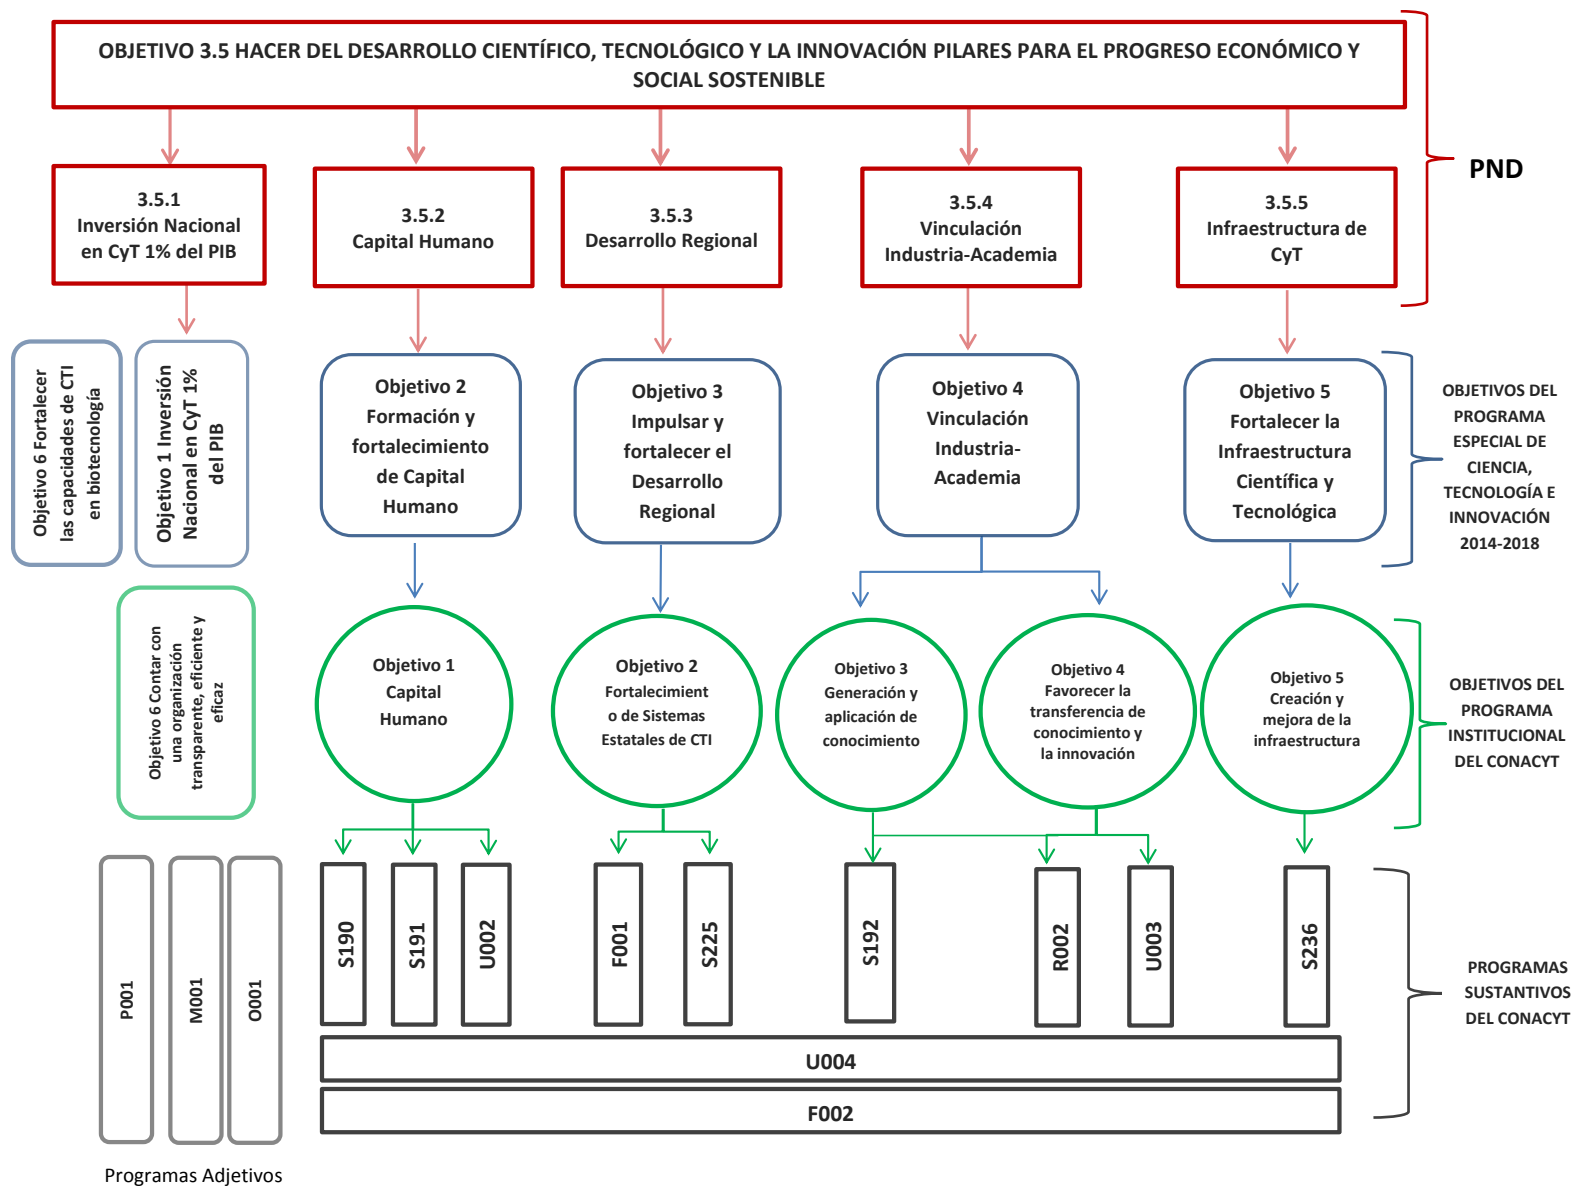 OBJETIVO 3.5 HACER DEL DESARROLLO CIENTÍFICO, TECNOLÓGICO Y LA INNOVACIÓN PILARES PARA EL PROGRESO ECONÓMICO Y
SOCIAL SOSTENIBLE
PND
3.5.1
Inversión Nacional
en CyT 1% del PIB
3.5.2
Capital Humano
3.5.3
Desarrollo Regional
3.5.4
Vinculación
Industria-Academia
3.5.5
Infraestructura de
CyT
Objetivo 6 Fortalecer
las capacidades de CTI
en biotecnología
Objetivo 1 Inversión
Nacional en CyT 1%
del PIB
Objetivo 2
Formación y
fortalecimiento
de Capital
Humano
Objetivo 3
Impulsar y
fortalecer el
Desarrollo
Regional
Objetivo 4
Vinculación
Industria-
Academia
Objetivo 5
Fortalecer la
Infraestructura
Científica y
Tecnológica
OBJETIVOS DEL
PROGRAMA
ESPECIAL DE
CIENCIA,
TECNOLOGÍA E
INNOVACIÓN
2014-2018
Objetivo 6 Contar con
una organización
transparente, eficiente y
eficaz
Objetivo 1
Capital
Humano
Objetivo 2
Fortalecimient
o de Sistemas
Estatales de CTI
Objetivo 3
Generación y
aplicación de
conocimiento
Objetivo 4
Favorecer la
transferencia de
conocimiento y
la innovación
Objetivo 5
Creación y
mejora de la
infraestructura
OBJETIVOS DEL
PROGRAMA
INSTITUCIONAL
DEL CONACYT
P001
M001
O001
S190
S191
U002
F001
S225
S192
R002
U003
S236
U004
F002
PROGRAMAS
SUSTANTIVOS
DEL CONACYT
Programas Adjetivos